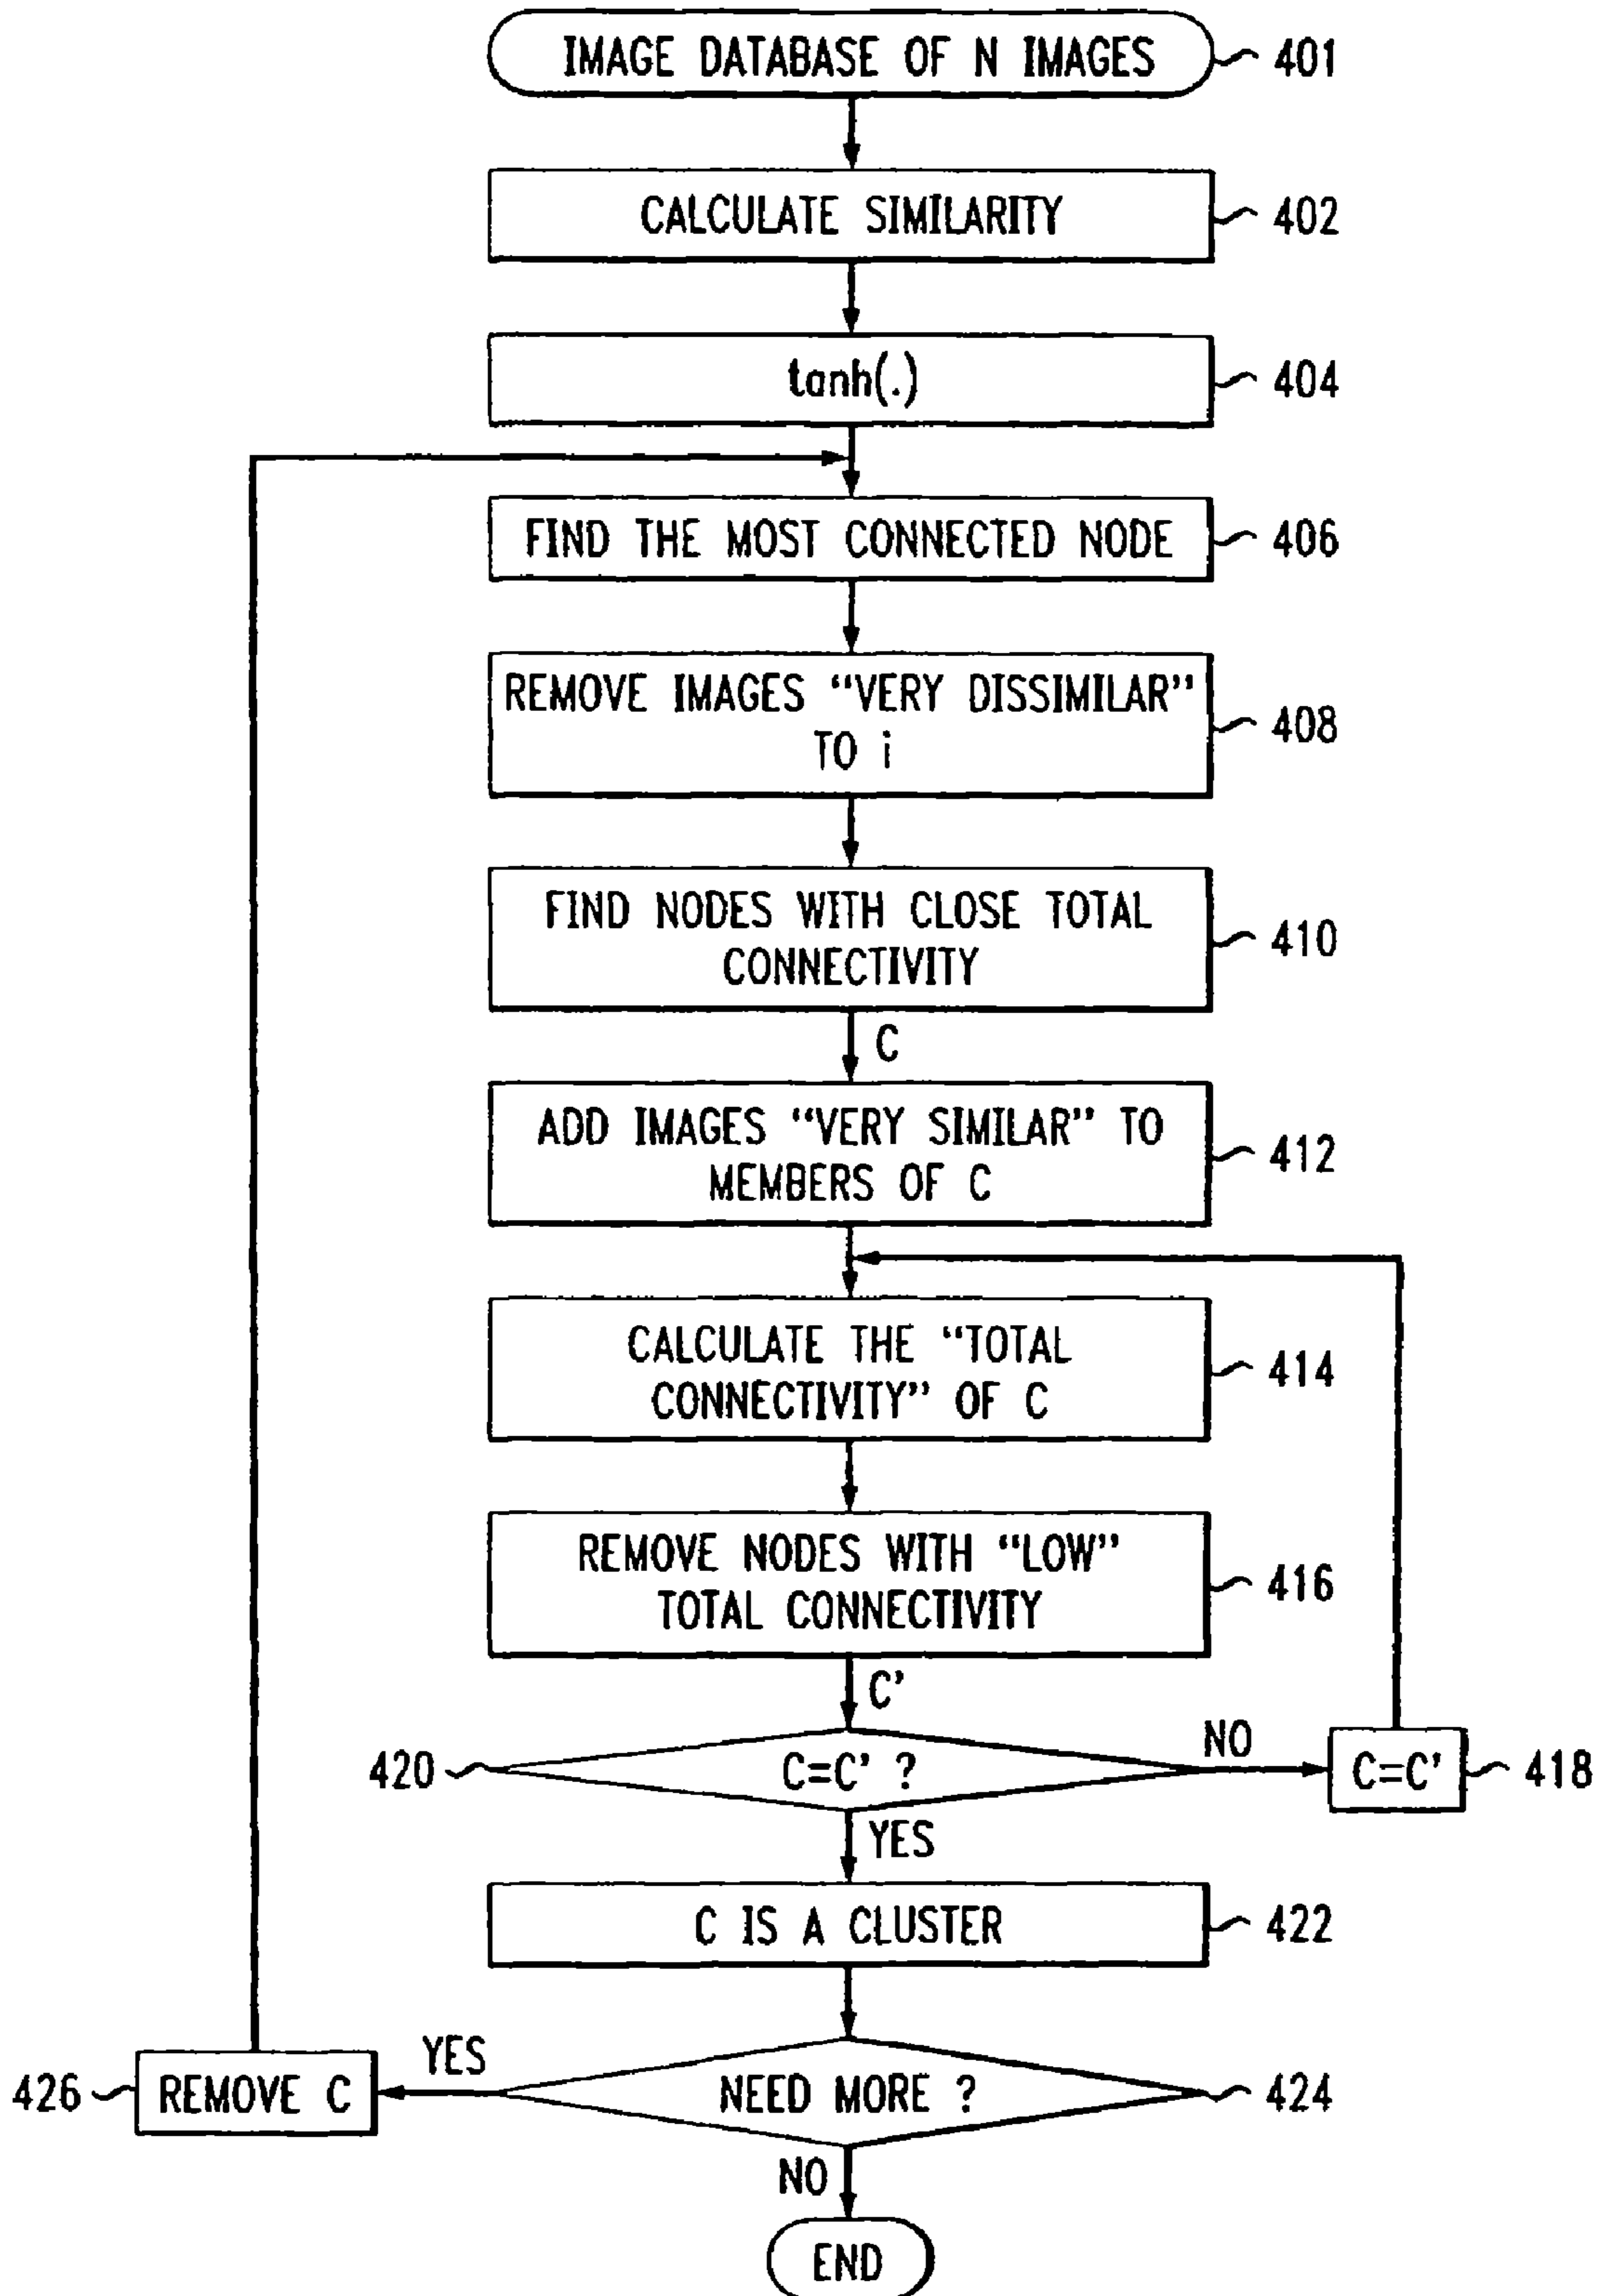 IMAGE DATABASE OF N IMAGES
401
CALCULATE SIMILARITY
402
tanh(.)
404
FIND THE MOST CONNECTED NODE
406
REMOVE IMAGES “VERY DISSIMILAR”
TO i
408
FIND NODES WITH CLOSE TOTAL
CONNECTIVITY
410
C
ADD IMAGES “VERY SIMILAR” TO
MEMBERS OF C
412
CALCULATE THE “TOTAL
CONNECTIVITY” OF C
414
REMOVE NODES WITH “LOW”
TOTAL CONNECTIVITY
416
C'
420
C=C' ?
NO
C=C'
418
YES
C IS A CLUSTER
422
426
REMOVE C
YES
NEED MORE ?
424
NO
END